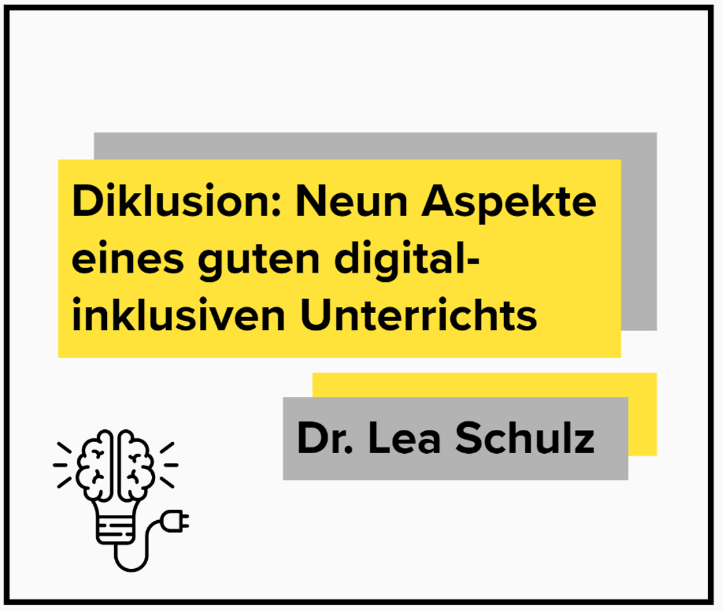 Diklusion: Neun Aspekte
eines guten digital-
inklusiven Unterrichts
Dr. Lea Schulz